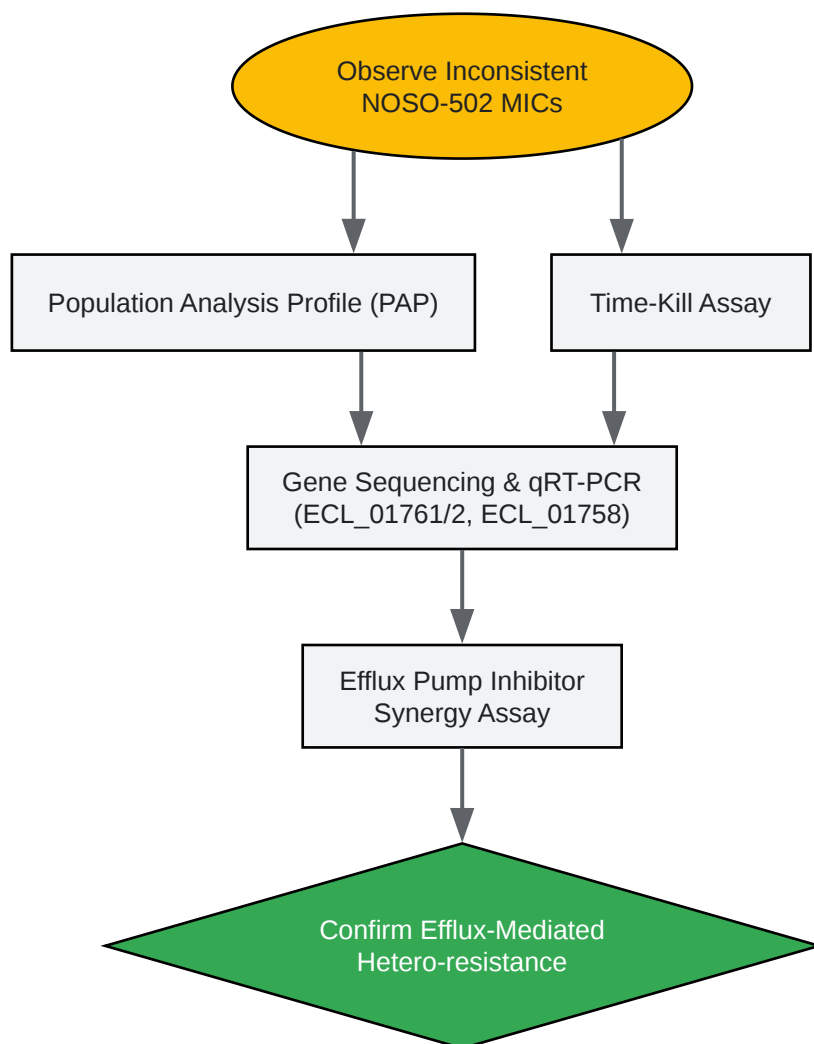 Observe Inconsistent
NOSO-502 MICs
Population Analysis Profile (PAP)
Time-Kill Assay
Gene Sequencing & qRT-PCR
(ECL_01761/2, ECL_01758)
Efflux Pump Inhibitor
Synergy Assay
Confirm Efflux-Mediated
Hetero-resistance